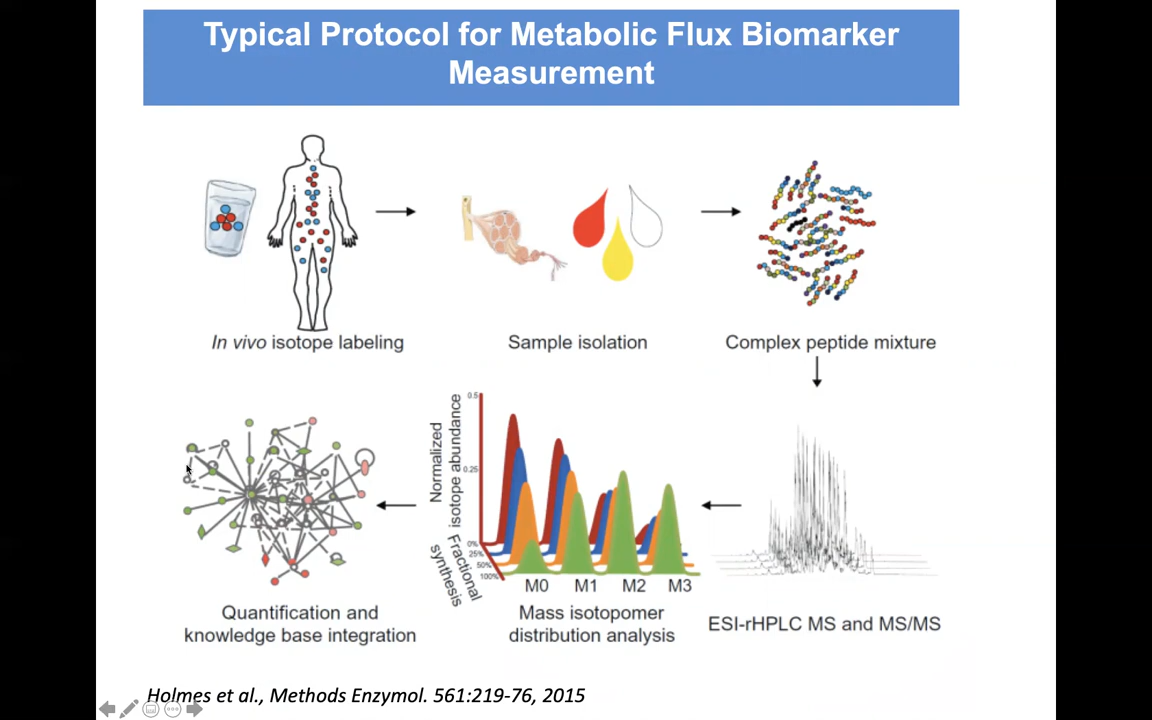 Typical Protocol for Metabolic Flux Biomarker
Measurement
In vivo isotope labeling
Sample isolation
Complex peptide mixture
Normalized
isotope abundance
0.5
0.25
0%
25%
50%
100%
Fractional
synthesis
M0 M1 M2 M3
Quantification and
knowledge base integration
Mass isotopomer
distribution analysis
ESI-rHPLC MS and MS/MS
Holmes et al., Methods Enzymol. 561:219-76, 2015